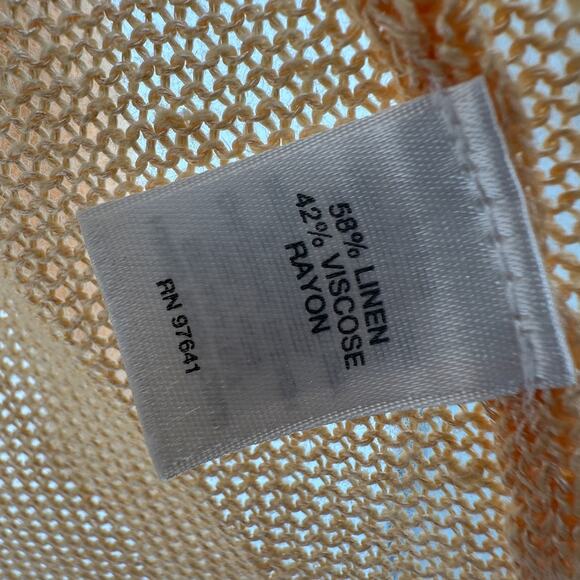 58% LINEN
42% VISCOSE
RAYON
RN 97641